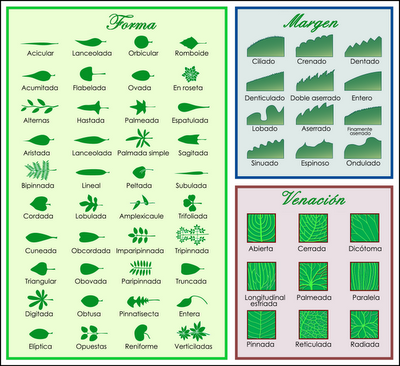 Forma
Acicular Lanceolada Orbicular Romboide
Acumitada Flabelada Ovada En roseta
Alternas Hastada Palmeada Espatulada
Aristada Lanceolada Palmada simple Sagitada
Bipinnada Lineal Peltada Subulada
Cordada Lobulada Amplexicaule Trifoliada
Cuneada Obcordada Imparipinnada Tripinnada
Triangular Obovada Paripinnada Truncada
Digitada Obtusa Pinnatisecta Entera
Elíptica Opuestas Reniforme Verticiladas
Margen
Ciliado Crenado Dentado
Denticulado Doble aserrado Entero
Lobado Aserrado Finamente
aserrado
Sinuado Espinoso Ondulado
Venación
Abierta Cerrada Dicótoma
Longitudinal
estriada
Palmeada Paralela
Pinnada Reticulada Radiada